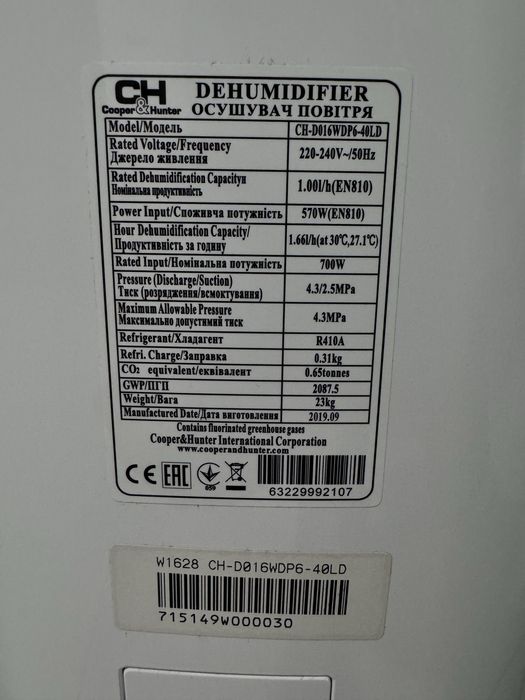 CH
Cooper&Hunter
DEHUMIDIFIER
ОСУШУВАЧ ПОВІТРЯ
Model/Модель CH-D016WDP6-40LD
Rated Voltage/Frequency
Джерело живлення 220-240V~/50Hz
Rated Dehumidification Capacityп
Номінальна продуктивність 1.00l/h(EN810)
Power Input/Споживча потужність 570W(EN810)
Hour Dehumidification Capacity/
Продуктивність за годину 1.66l/h(at 30℃,27.1℃)
Rated Input/Номінальна потужність 700W
Pressure (Discharge/Suction)
Тиск (розрядження/всмоктування) 4.3/2.5MPa
Maximum Allowable Pressure
Максимально допустимий тиск 4.3MPa
Refrigerant/Хладагент R410A
Refri. Charge/Заправка 0.31kg
CO₂ equivalent/еквівалент 0.65tonnes
GWP/ПГП 2087.5
Weight/Вага 23kg
Manufactured Date/Дата виготовлення 2019.09
Contains fluorinated greenhouse gases
Cooper&Hunter International Corporation
www.cooperandhunter.com
CE EAC 059
63229992107
W1628 CH-D016WDP6-40LD
715149W000030